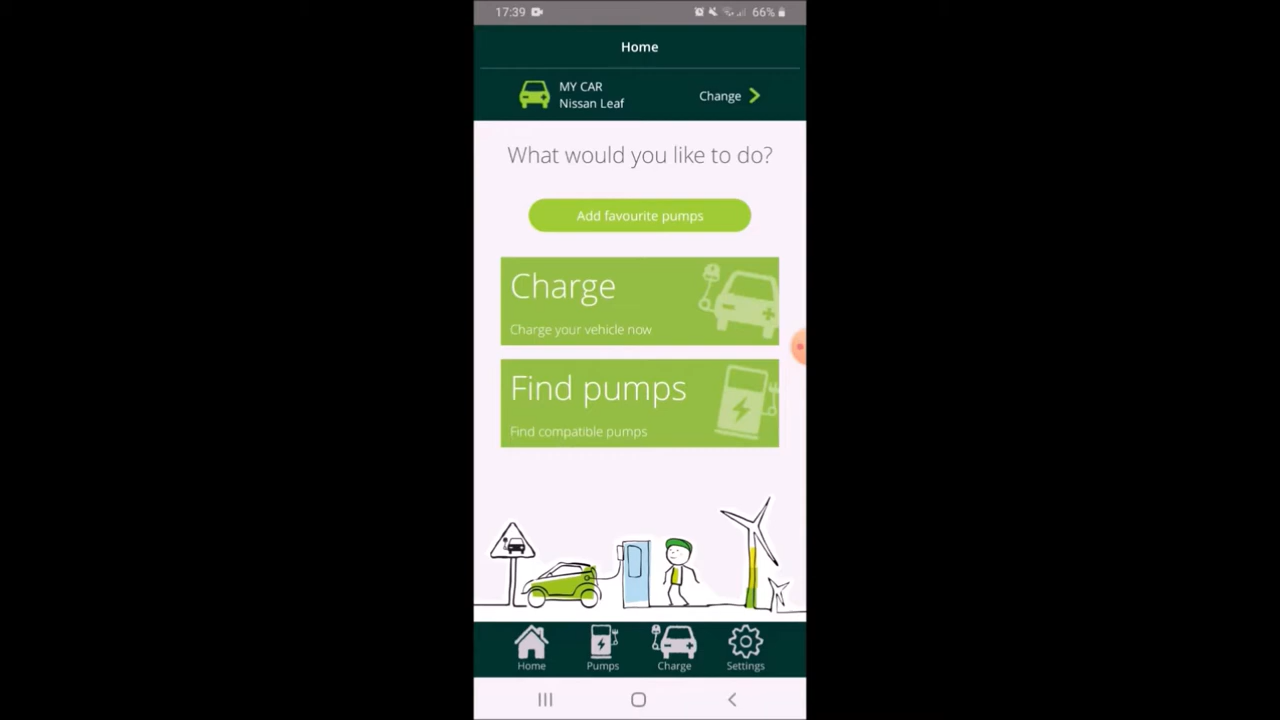 17:39
66%
Home
MY CAR
Nissan Leaf
Change
What would you like to do?
Add favourite pumps
Charge
Charge your vehicle now
Find pumps
Find compatible pumps
Home
Pumps
Charge
Settings